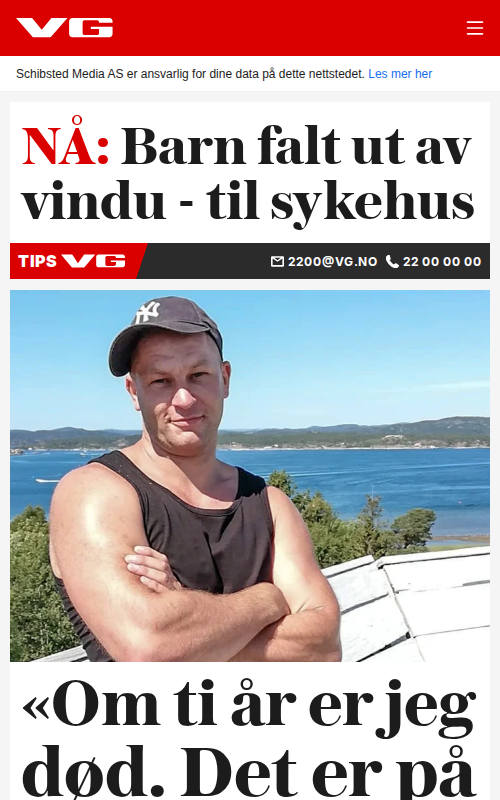 VG
Schibsted Media AS er ansvarlig for dine data på dette nettstedet. Les mer her
NÅ: Barn falt ut av
vindu - til sykehus
TIPS VG 2200@VG.NO 22 00 00 00
NY
«Om ti år er jeg
død. Det er på